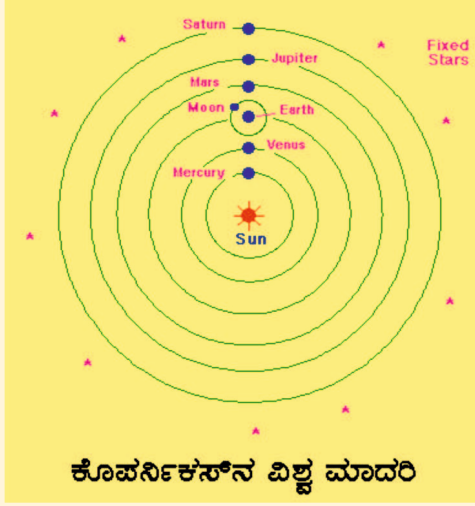 Saturn
Fixed
Stars
Jupiter
Mars
Moon
Earth
Venus
Mercury
Sun
ಕೊಪರ್ನಿಕಸ್‌ನ ವಿಶ್ವ ಮಾದರಿ